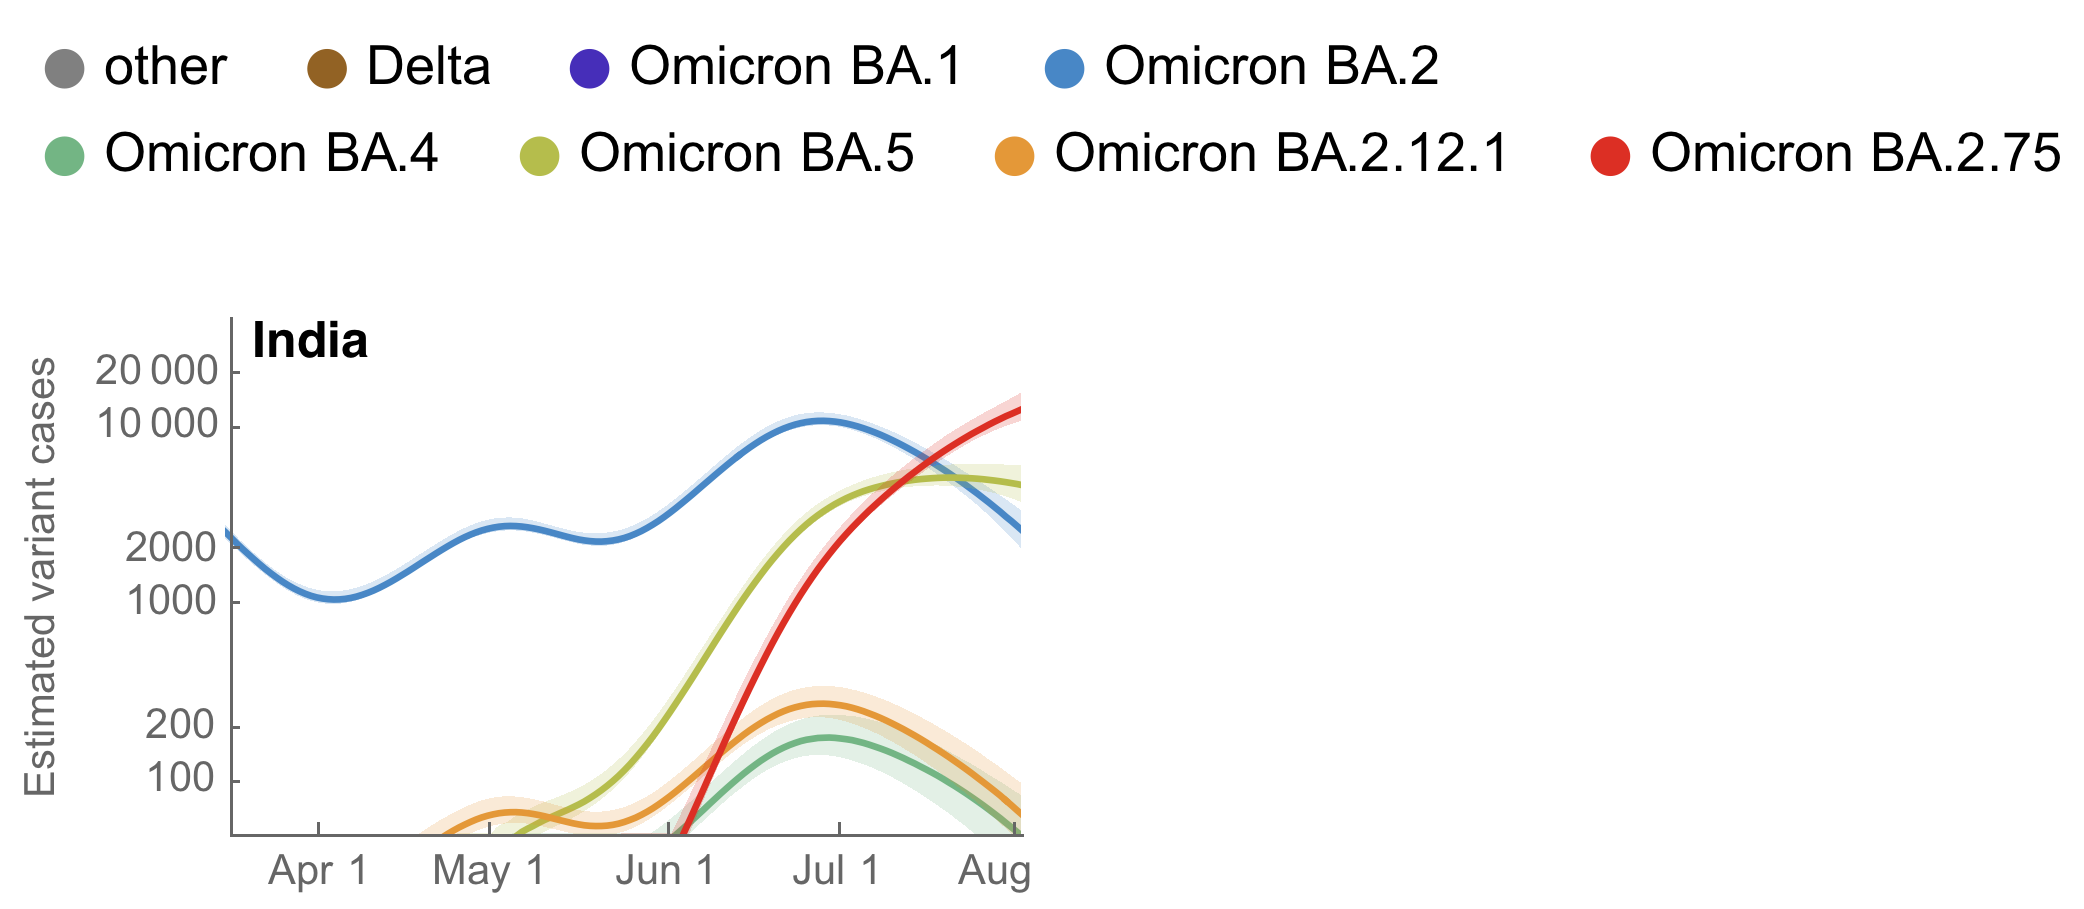 other Delta Omicron BA.1 Omicron BA.2
Omicron BA.4 Omicron BA.5 Omicron BA.2.12.1 Omicron BA.2.75
India
Estimated variant cases
20 000
10 000
2000
1000
200
100
Apr 1 May 1 Jun 1 Jul 1 Aug